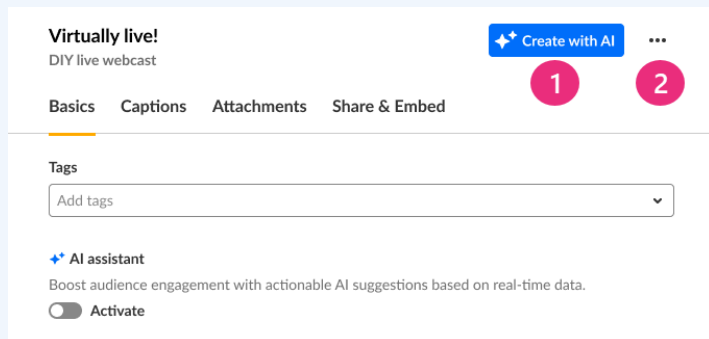 Virtually live!
Create with AI
DIY live webcast
1
2
Basics Captions Attachments Share & Embed
Tags
Add tags
AI assistant
Boost audience engagement with actionable AI suggestions based on real-time data.
Activate